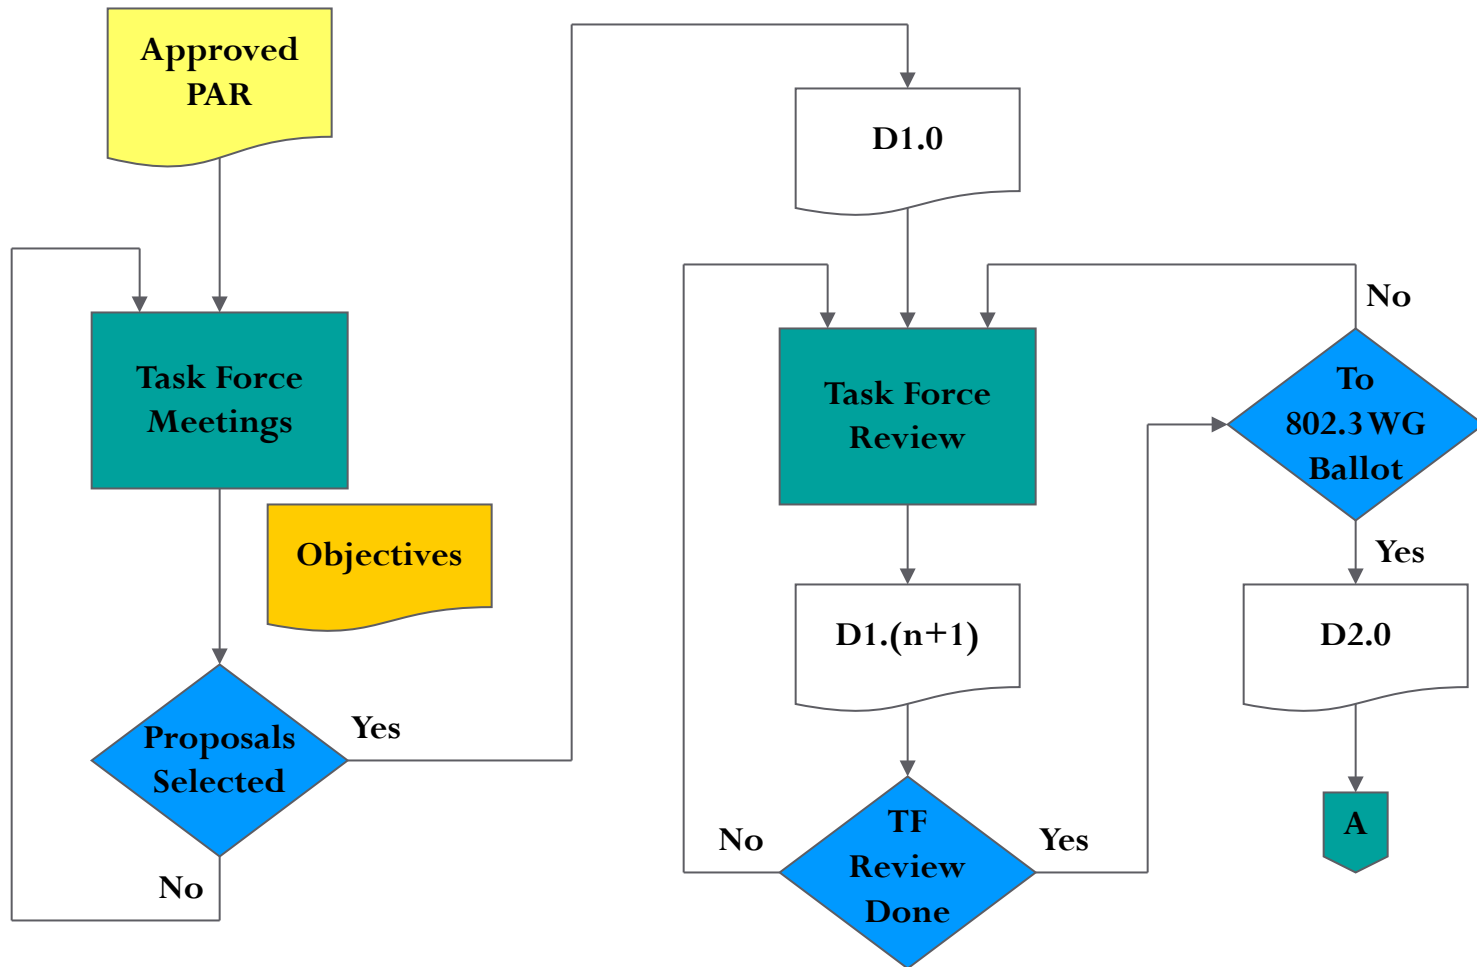 Approved
PAR
Task Force
Meetings
Objectives
Proposals
Selected
Yes
No
D1.0
Task Force
Review
D1.(n+1)
TF
Review
Done
No
Yes
To
802.3 WG
Ballot
No
Yes
D2.0
A